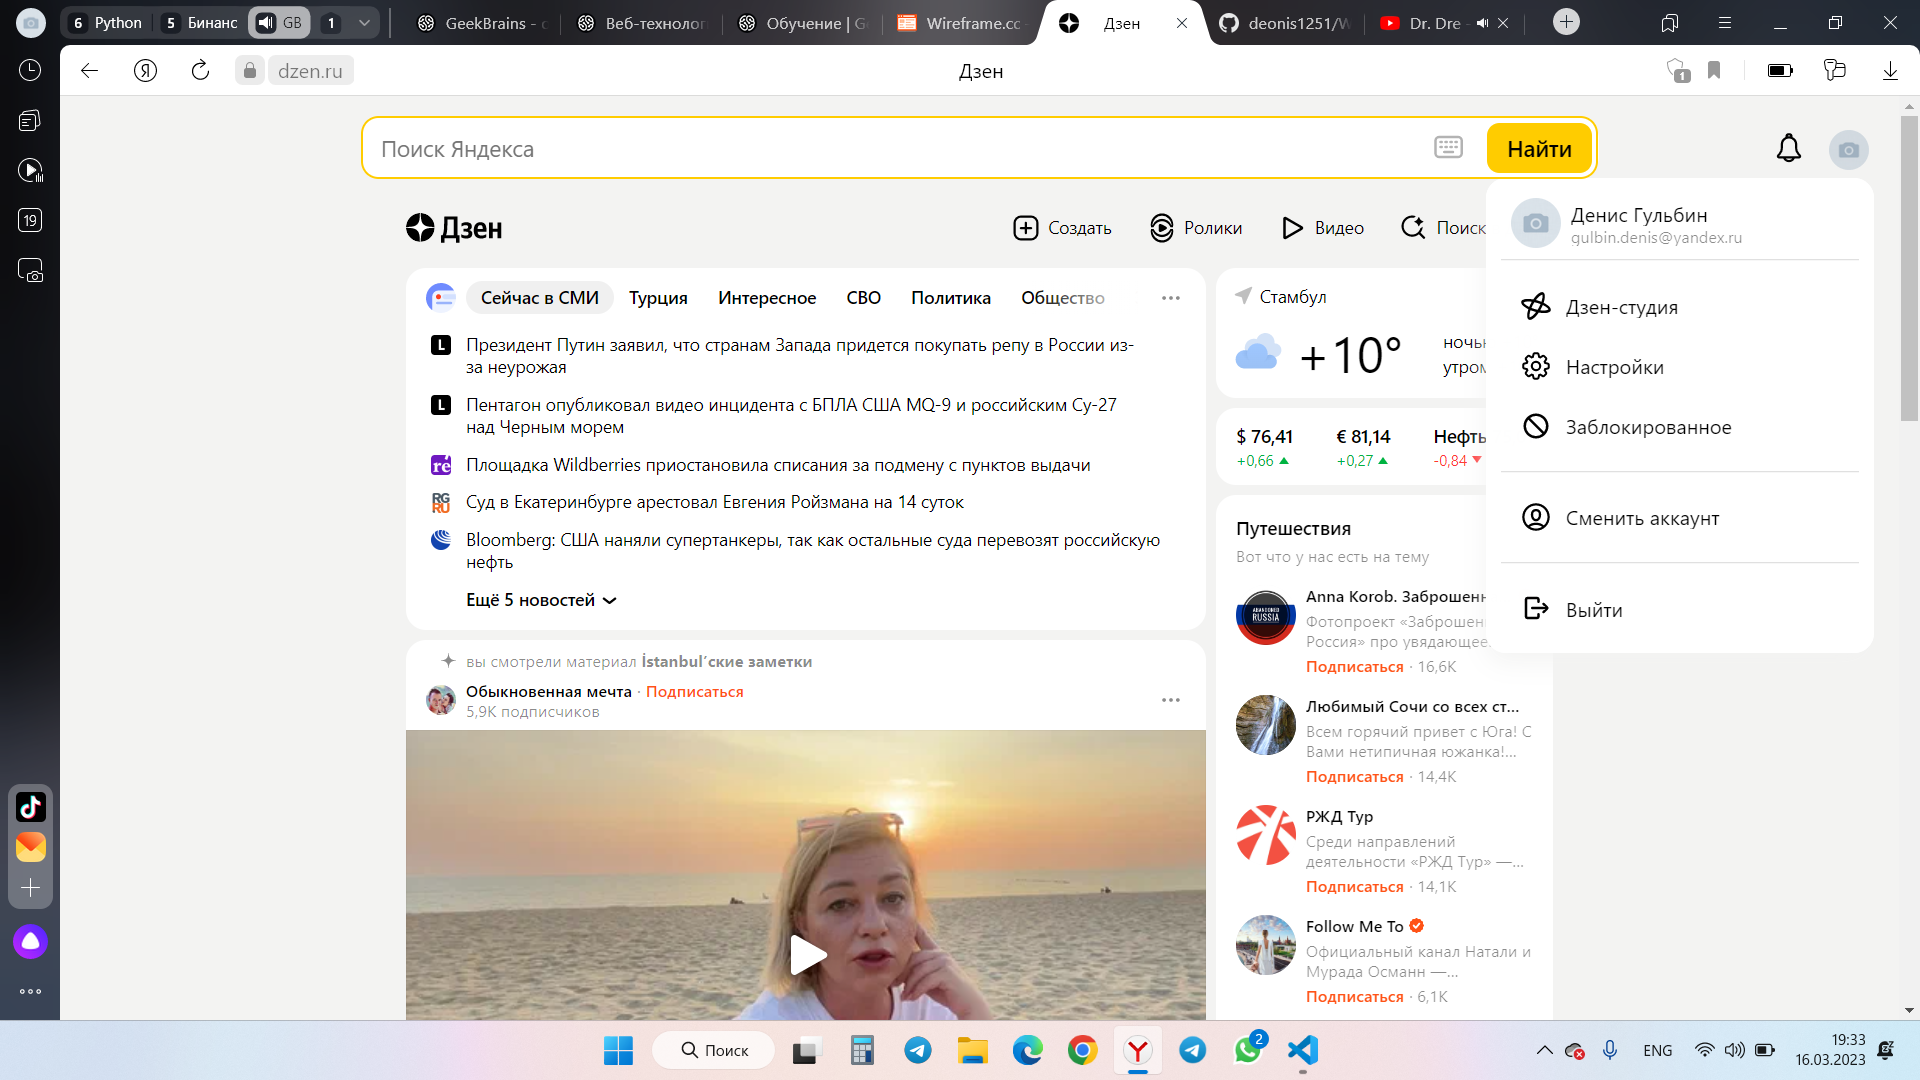 6 Python
5 Бинанс
GB
1
GeekBrains - с
Веб-технолог
Обучение | G
Wireframe.cc -
Дзен
deonis1251/W
Dr. Dre -
dzen.ru
Дзен
1
19
Поиск Яндекса
Найти
Дзен
Создать
Ролики
Видео
Поиск
Денис Гульбин
gulbin.denis@yandex.ru
Дзен-студия
Настройки
Заблокированное
Сменить аккаунт
Выйти
Сейчас в СМИ
Турция
Интересное
СВО
Политика
Общество
Президент Путин заявил, что странам Запада придется покупать репу в России из-
за неурожая
Пентагон опубликовал видео инцидента с БПЛА США MQ-9 и российским Су-27
над Черным морем
Площадка Wildberries приостановила списания за подмену с пунктов выдачи
Суд в Екатеринбурге арестовал Евгения Ройзмана на 14 суток
Bloomberg: США наняли супертанкеры, так как остальные суда перевозят российскую
нефть
Ещё 5 новостей
Стамбул
+10°
ночь
утром
$ 76,41
+0,66
€ 81,14
+0,27
Нефть
-0,84
Путешествия
Вот что у нас есть на тему
ABANDONED
RUSSIA
Anna Korob. Заброшенн
Фотопроект «Заброшен
Россия» про увядающее...
Подписаться · 16,6K
Любимый Сочи со всех ст...
Всем горячий привет с Юга! С
Вами нетипичная южанка!...
Подписаться · 14,4K
РЖД Тур
Среди направлений
деятельности «РЖД Тур» —...
Подписаться · 14,1K
Follow Me To
Официальный канал Натали и
Мурада Османн —...
Подписаться · 6,1K
вы смотрели материал İstanbul'ские заметки
Обыкновенная мечта · Подписаться
5,9K подписчиков
Поиск
2
ENG
19:33
16.03.2023